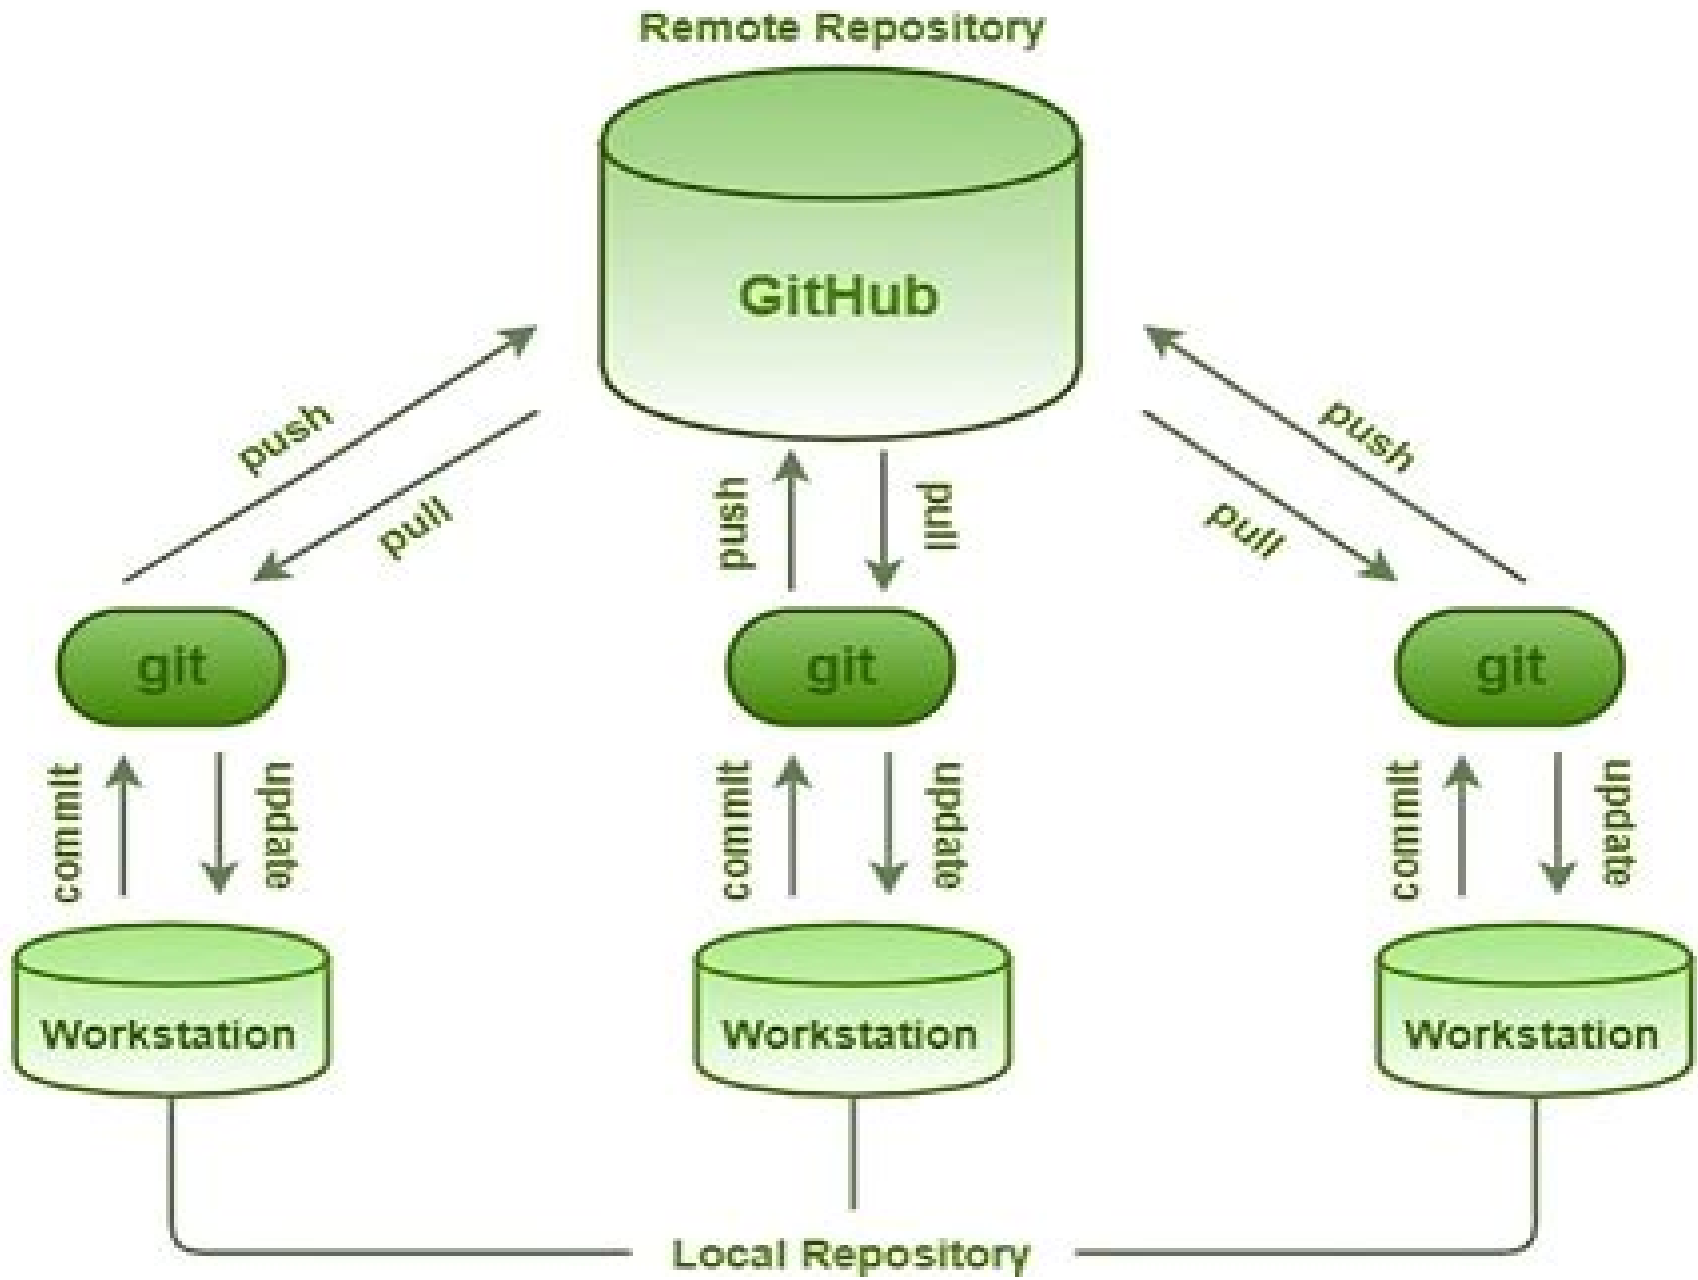 Remote Repository
GitHub
push
pull
push
pull
push
pull
git
git
git
commit
update
commit
update
commit
update
Workstation
Workstation
Workstation
Local Repository